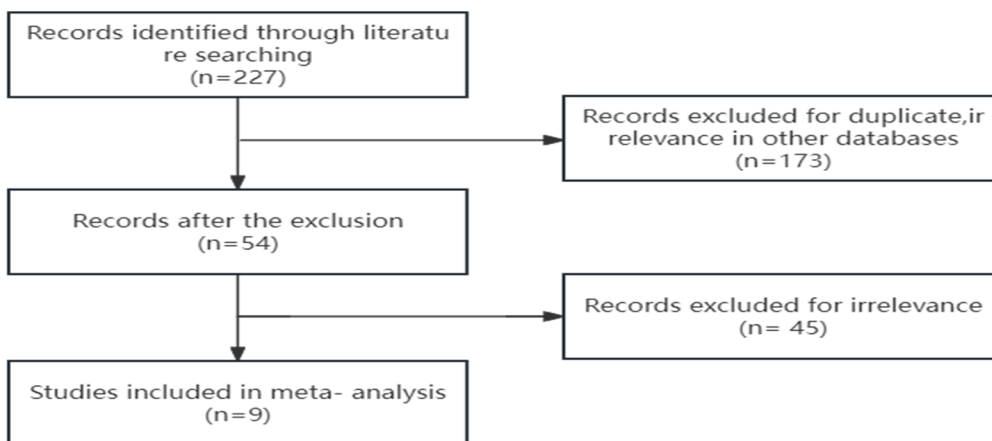 Records identified through literatu
re searching
(n=227)
Records excluded for duplicate,ir
relevance in other databases
(n=173)
Records after the exclusion
(n=54)
Records excluded for irrelevance
(n= 45)
Studies included in meta- analysis
(n=9)